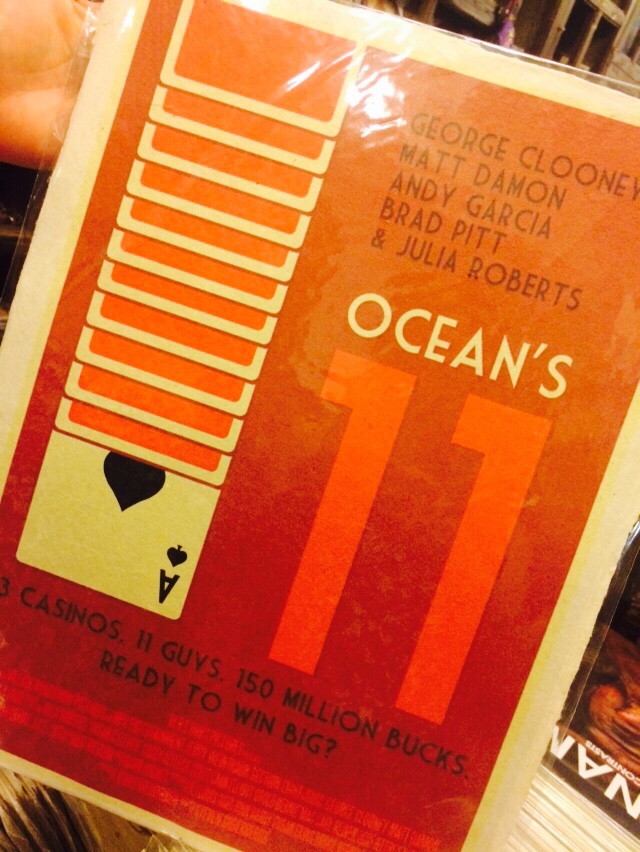 GEORGE CLOONEY
MATT DAMON
ANDY GARCIA
BRAD PITT
& JULIA ROBERTS
OCEAN'S
11
A
3 CASINOS. 11 GUYS. 150 MILLION BUCKS.
READY TO WIN BIG?
CONTRASTS